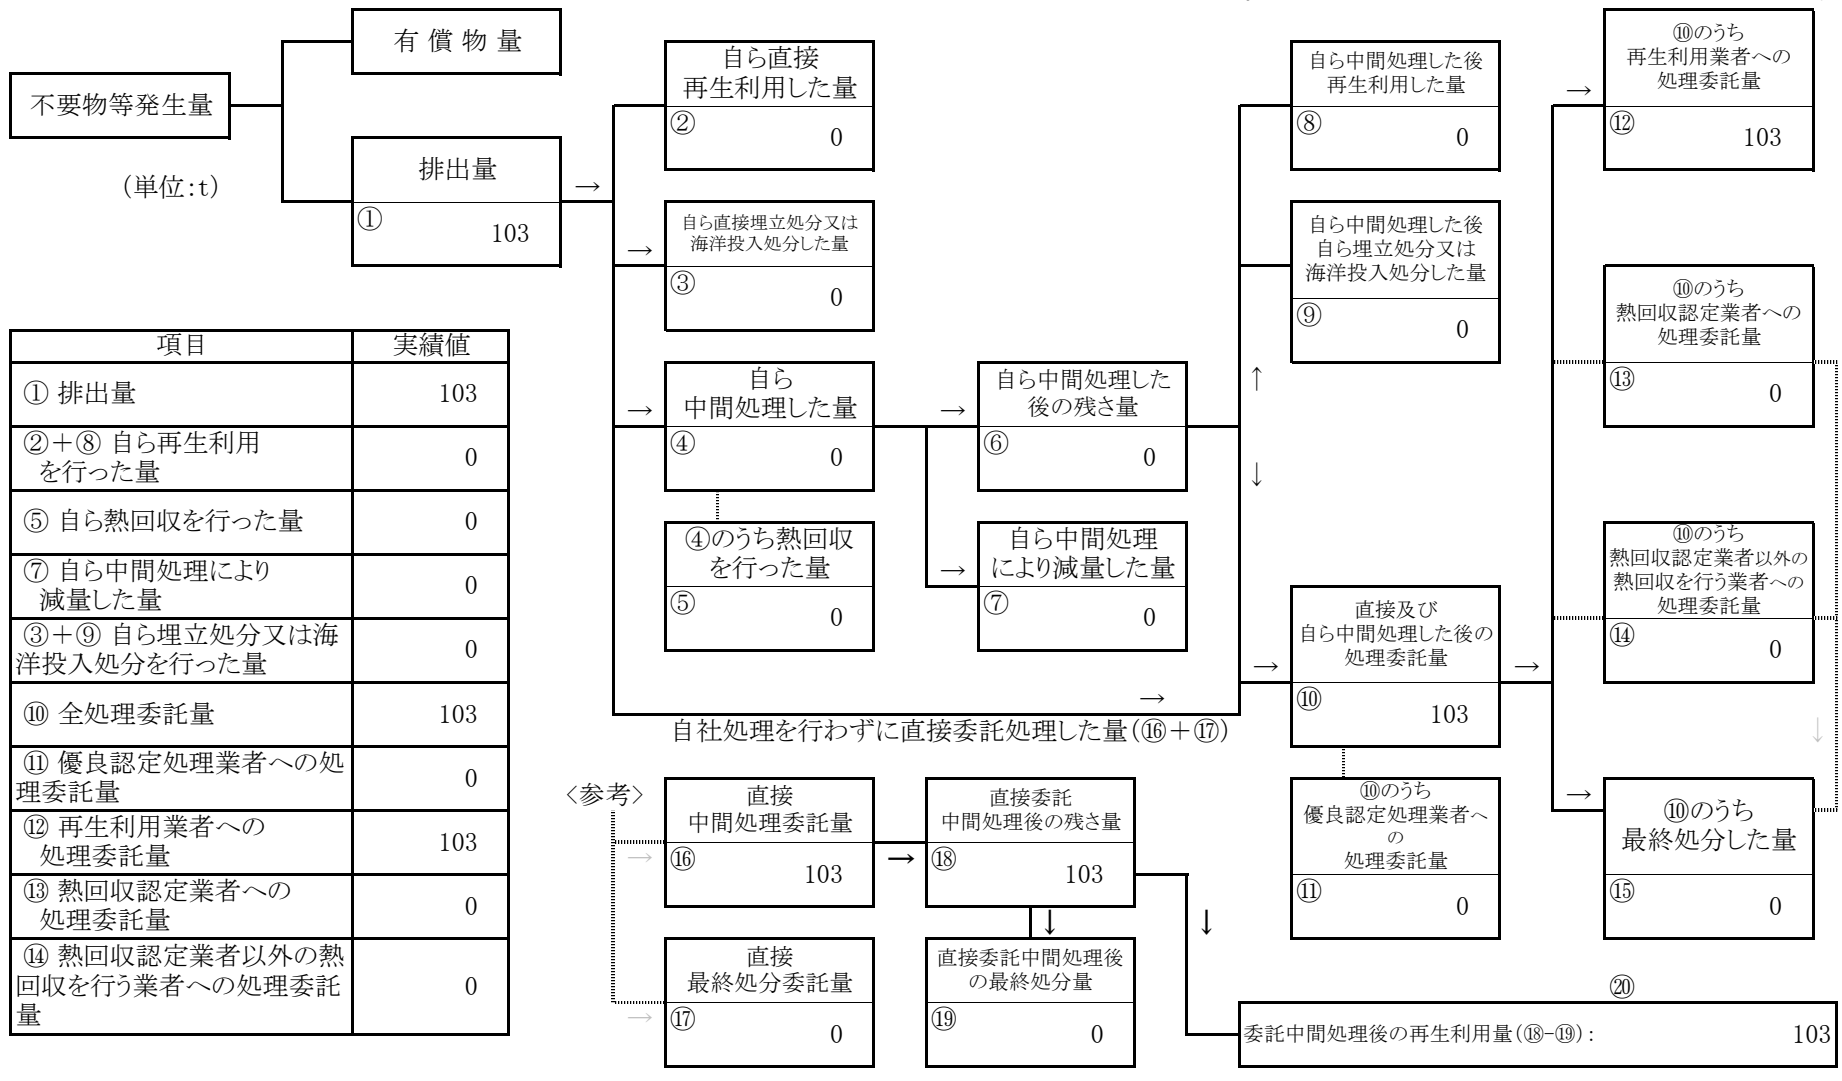 有 償 物 量
不要物等発生量
(単位:t)
排出量
①
103
→
自ら直接
再生利用した量
②
0
→
自ら直接埋立処分又は
海洋投入処分した量
③
0
→
自ら
中間処理した量
④
0
④のうち熱回収
を行った量
⑤
0
→
自ら中間処理した
後の残さ量
⑥
0
→
自ら中間処理
により減量した量
⑦
0
→
自社処理を行わずに直接委託処理した量(⑯+⑰)
自ら中間処理した後
再生利用した量
⑧
0
自ら中間処理した後
自ら埋立処分又は
海洋投入処分した量
⑨
0
↑
↓
→
直接及び
自ら中間処理した後の
処理委託量
⑩
103
⑩のうち
優良認定処理業者へ
の
処理委託量
⑪
0
→
→
⑩のうち
再生利用業者への
処理委託量
⑫
103
⑩のうち
熱回収認定業者への
処理委託量
⑬
0
⑩のうち
熱回収認定業者以外の
熱回収を行う業者への
処理委託量
⑭
0
↓
→
⑩のうち
最終処分した量
⑮
0
項目 実績値
① 排出量 103
②+⑧ 自ら再生利用
を行った量
0
⑤ 自ら熱回収を行った量 0
⑦ 自ら中間処理により
減量した量
0
③+⑨ 自ら埋立処分又は海
洋投入処分を行った量
0
⑩ 全処理委託量 103
⑪ 優良認定処理業者への処
理委託量
0
⑫ 再生利用業者への
処理委託量
103
⑬ 熱回収認定業者への
処理委託量
0
⑭ 熱回収認定業者以外の熱
回収を行う業者への処理委託
量
0
<参考>
→
直接
中間処理委託量
⑯
103
→
直接委託
中間処理後の残さ量
⑱
103
↓
↓
→
直接
最終処分委託量
⑰
0
直接委託中間処理後
の最終処分量
⑲
0
⑳
委託中間処理後の再生利用量(⑱-⑲): 103